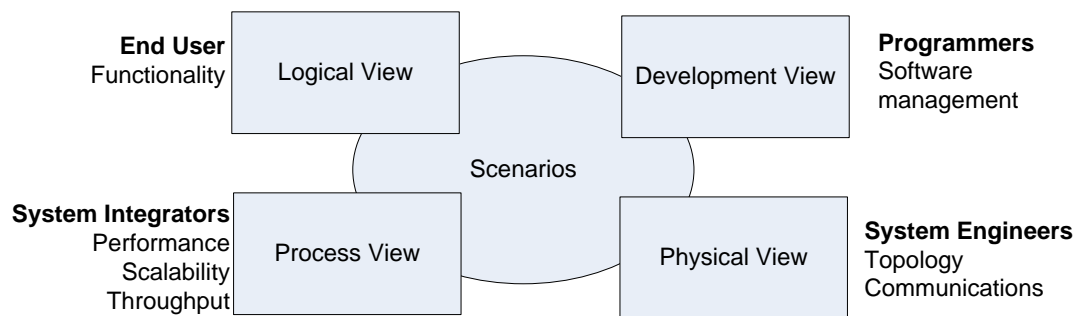 End User
Functionality
Logical View
Development View
Programmers
Software
management
Scenarios
System Integrators
Performance
Scalability
Throughput
Process View
Physical View
System Engineers
Topology
Communications